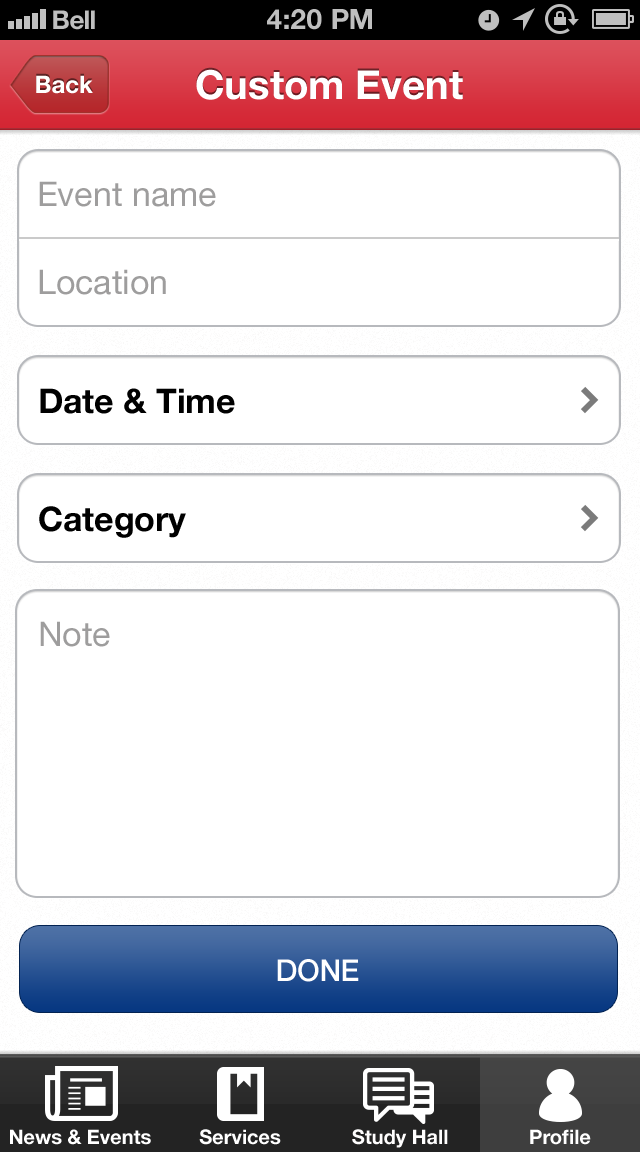 Bell 4:20 PM
Back Custom Event
Event name
Location
Date & Time
Category
Note
DONE
News & Events Services Study Hall Profile